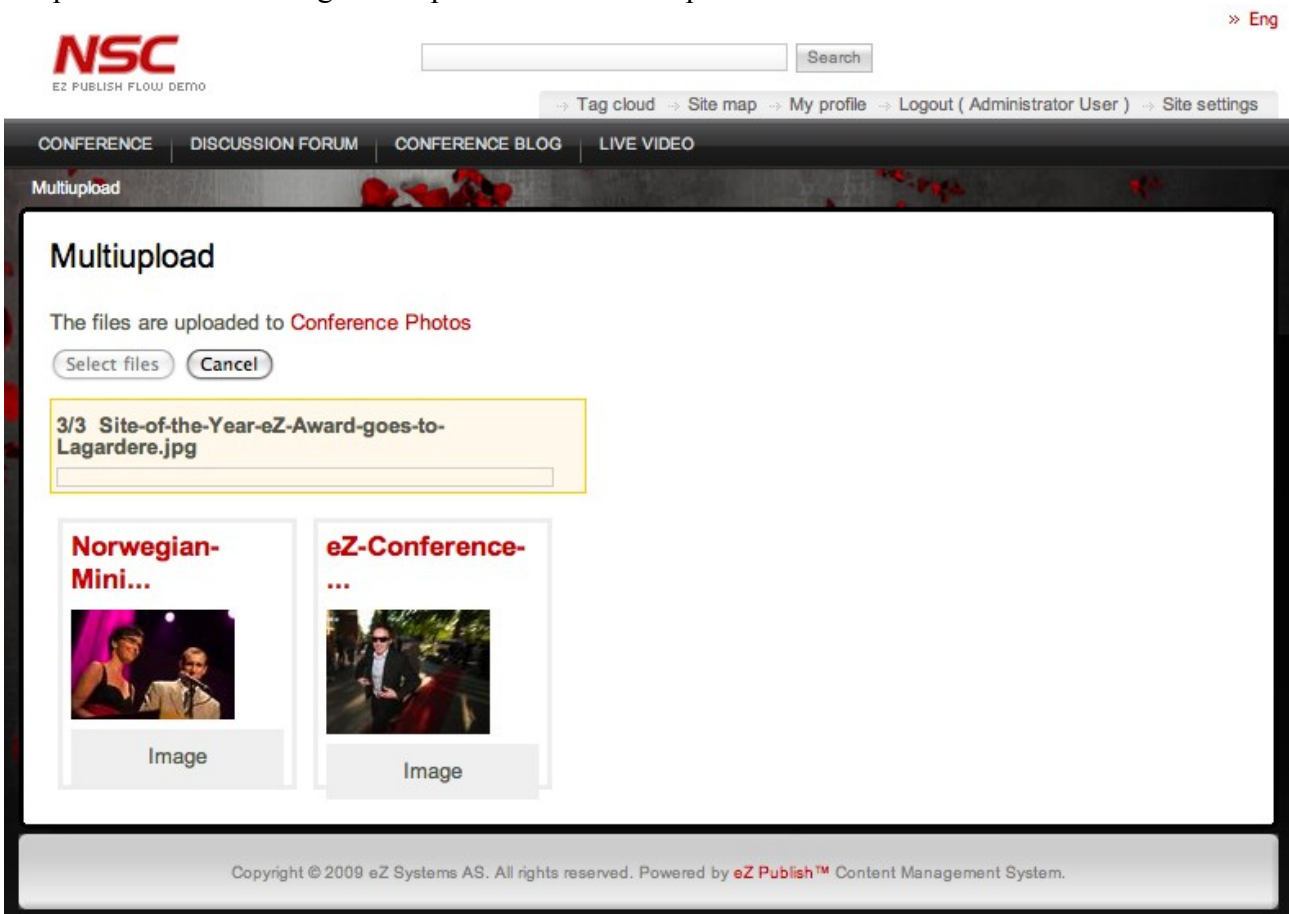 » Eng
NSC
EZ PUBLISH FLOW DEMO
Search
Tag cloud Site map My profile Logout ( Administrator User ) Site settings
CONFERENCE DISCUSSION FORUM CONFERENCE BLOG LIVE VIDEO
Multiupload
Multiupload
The files are uploaded to Conference Photos
Select files Cancel
3/3 Site-of-the-Year-eZ-Award-goes-to-
Lagardere.jpg
Norwegian-
Mini...
Image
eZ-Conference-
...
Image
Copyright © 2009 eZ Systems AS. All rights reserved. Powered by eZ Publish™ Content Management System.